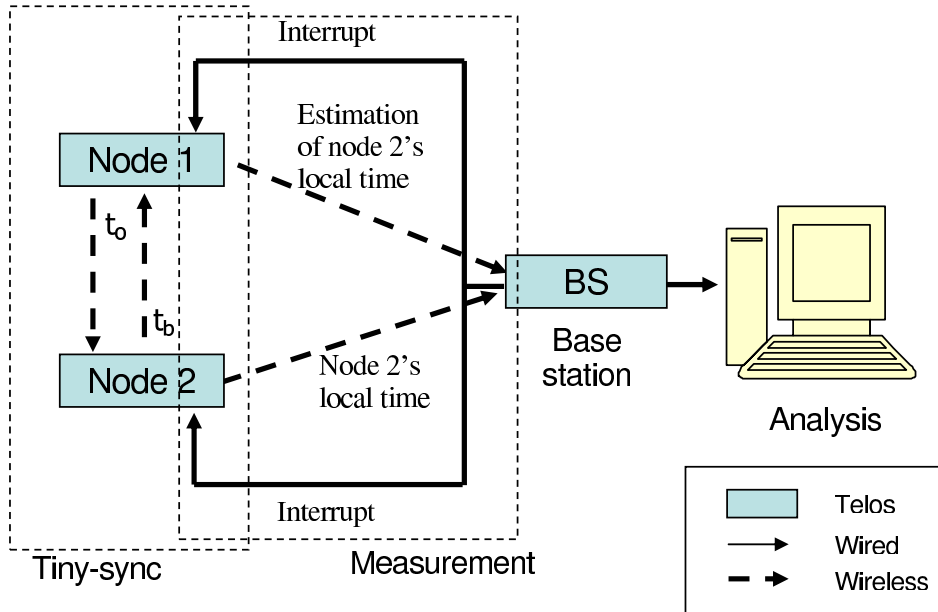 Interrupt
Estimation
of node 2's
local time
Node 1
t₀
t_b
Node 2
BS
Base
station
Node 2's
local time
Analysis
Interrupt
Tiny-sync
Measurement
Telos
Wired
Wireless